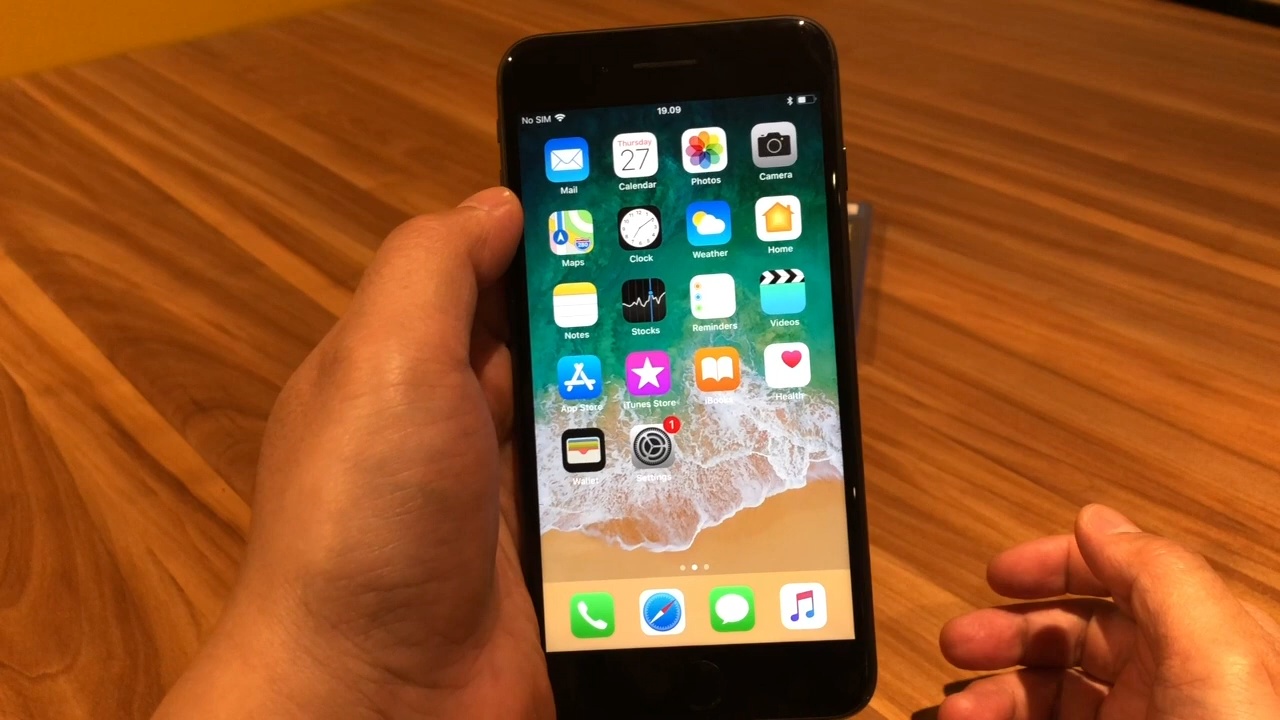 No SIM 19.09
Thursday
27
Mail Calendar Photos Camera
280
Maps Clock Weather Home
Notes Stocks Reminders Videos
App Store iTunes Store iBooks Health
1
Wallet Settings